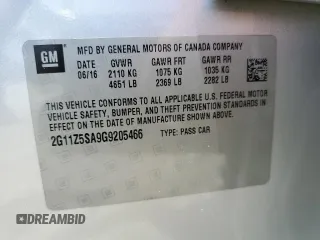 GM
MFD BY GENERAL MOTORS OF CANADA COMPANY
DATE GVWR GAWR FRT GAWR RR
06/16 2110 KG 1075 KG 1035 KG
4651 LB 2369 LB 2282 LB
THIS VEHICLE CONFORMS TO ALL APPLICABLE U.S. FEDERAL MOTOR
VEHICLE SAFETY, BUMPER, AND THEFT PREVENTION STANDARDS
IN EFFECT ON THE DATE OF MANUFACTURE SHOWN ABOVE.
2G11Z5SA9G9205466 TYPE: PASS CAR
DREAMBID